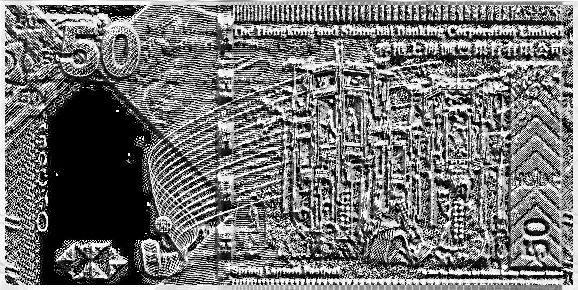 50
The Hongkong and Shanghai Banking Corporation Limited
香港上海滙豐銀行有限公司
HSBC
50
Spring Lantern Festival